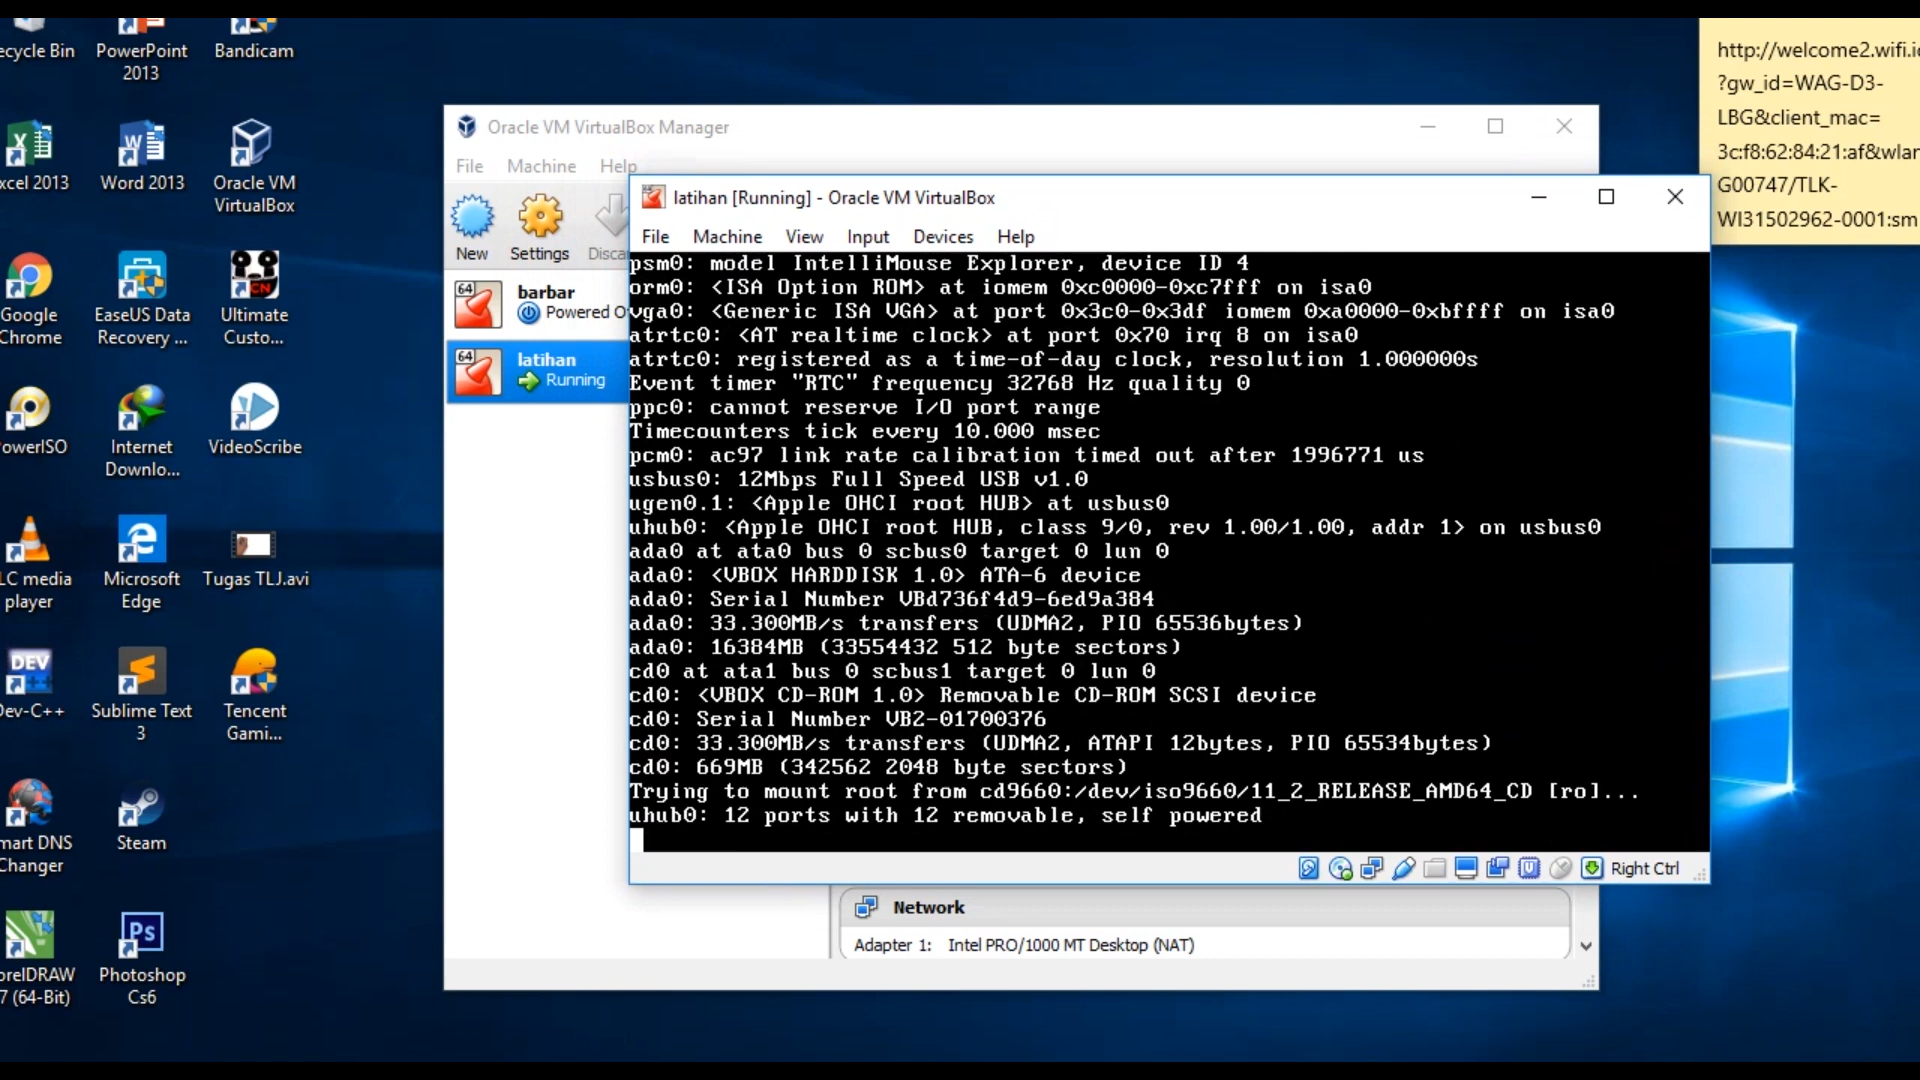 ecycle Bin
PowerPoint
2013
Bandicam
xcel 2013
Word 2013
Oracle VM
VirtualBox
Google
Chrome
EaseUS Data
Recovery ...
Ultimate
Custo...
owerISO
Internet
Downlo...
VideoScribe
LC media
player
Microsoft
Edge
Tugas TLJ.avi
DEV
Dev-C++
Sublime Text
3
Tencent
Gami...
mart DNS
Changer
Steam
orelDRAW
7 (64-Bit)
Ps
Photoshop
Cs6
Oracle VM VirtualBox Manager
File Machine Help
New
Settings
Disca
64
barbar
Powered O
64
latihan
Running
latihan [Running] - Oracle VM VirtualBox
File Machine View Input Devices Help
psm0: model IntelliMouse Explorer, device ID 4
orm0: <ISA Option ROM> at iomem 0xc0000-0xc7fff on isa0
vga0: <Generic ISA VGA> at port 0x3c0-0x3df iomem 0xa0000-0xbffff on isa0
atrtc0: <AT realtime clock> at port 0x70 irq 8 on isa0
atrtc0: registered as a time-of-day clock, resolution 1.000000s
Event timer "RTC" frequency 32768 Hz quality 0
ppc0: cannot reserve I/O port range
Timecounters tick every 10.000 msec
pcm0: ac97 link rate calibration timed out after 1996771 us
usbus0: 12Mbps Full Speed USB v1.0
ugen0.1: <Apple OHCI root HUB> at usbus0
uhub0: <Apple OHCI root HUB, class 9/0, rev 1.00/1.00, addr 1> on usbus0
ada0 at ata0 bus 0 scbus0 target 0 lun 0
ada0: <VBOX HARDDISK 1.0> ATA-6 device
ada0: Serial Number VBd736f4d9-6ed9a384
ada0: 33.300MB/s transfers (UDMA2, PIO 65536bytes)
ada0: 16384MB (33554432 512 byte sectors)
cd0 at ata1 bus 0 scbus1 target 0 lun 0
cd0: <VBOX CD-ROM 1.0> Removable CD-ROM SCSI device
cd0: Serial Number VB2-01700376
cd0: 33.300MB/s transfers (UDMA2, ATAPI 12bytes, PIO 65534bytes)
cd0: 669MB (342562 2048 byte sectors)
Trying to mount root from cd9660:/dev/iso9660/11_2_RELEASE_AMD64_CD [ro]...
uhub0: 12 ports with 12 removable, self powered
Right Ctrl
Network
Adapter 1: Intel PRO/1000 MT Desktop (NAT)
http://welcome2.wifi.i
?gw_id=WAG-D3-
LBG&client_mac=
3c:f8:62:84:21:af&wlan
G00747/TLK-
WI31502962-0001:sm